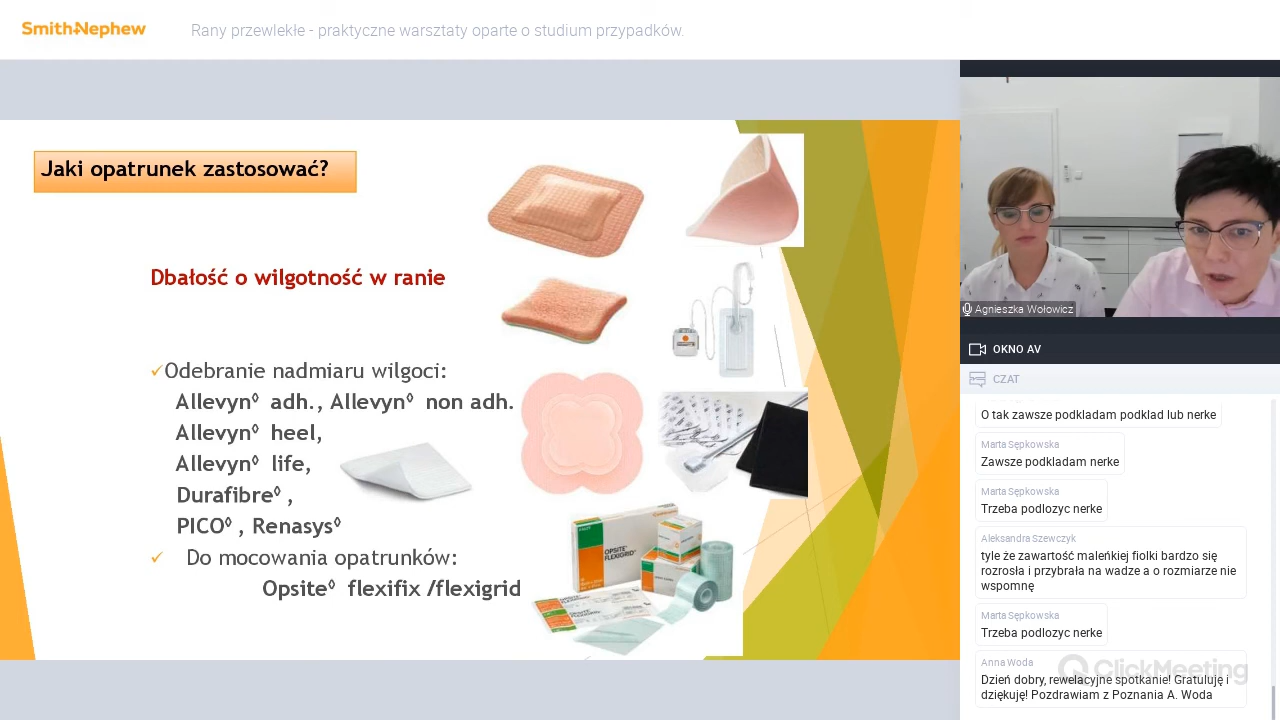 Smith+Nephew
Rany przewlekłe - praktyczne warsztaty oparte o studium przypadków.
Jaki opatrunek zastosować?
Dbałość o wilgotność w ranie
Odebranie nadmiaru wilgoci:
Allevyn◊ adh., Allevyn◊ non adh.
Allevyn◊ heel,
Allevyn◊ life,
Durafibre◊ ,
PICO◊ , Renasys◊
Do mocowania opatrunków:
Opsite◊ flexifix /flexigrid
OPSITE FLEXIGRID
Agnieszka Wołowicz
OKNO AV
CZAT
O tak zawsze podkladam podklad lub nerke
Marta Sępkowska
Zawsze podkladam nerke
Marta Sępkowska
Trzeba podlozyc nerke
Aleksandra Szewczyk
tyle że zawartość maleńkiej fiolki bardzo się
rozrosła i przybrała na wadze a o rozmiarze nie
wspomnę
Marta Sępkowska
Trzeba podlozyc nerke
Anna Woda
Dzień dobry, rewelacyjne spotkanie! Gratuluję i
dziękuję! Pozdrawiam z Poznania A. Woda
ClickMeeting